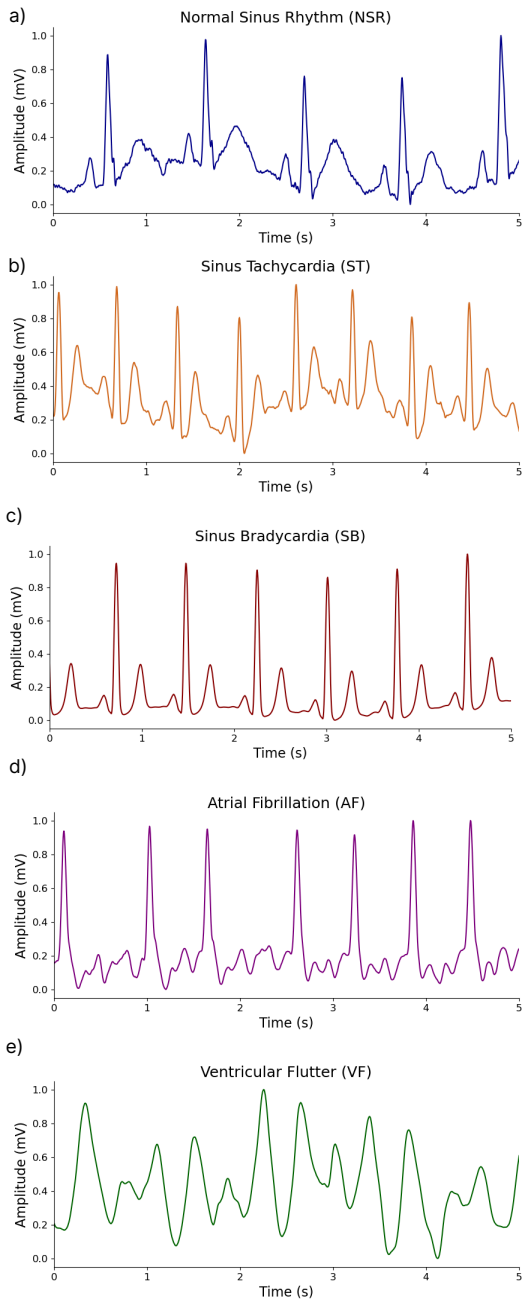 a)
Normal Sinus Rhythm (NSR)
Amplitude (mV)
1.0
0.8
0.6
0.4
0.2
0.0
0 1 2 3 4 5
Time (s)
b)
Sinus Tachycardia (ST)
Amplitude (mV)
1.0
0.8
0.6
0.4
0.2
0.0
0 1 2 3 4 5
Time (s)
c)
Sinus Bradycardia (SB)
Amplitude (mV)
1.0
0.8
0.6
0.4
0.2
0.0
0 1 2 3 4 5
Time (s)
d)
Atrial Fibrillation (AF)
Amplitude (mV)
1.0
0.8
0.6
0.4
0.2
0.0
0 1 2 3 4 5
Time (s)
e)
Ventricular Flutter (VF)
Amplitude (mV)
1.0
0.8
0.6
0.4
0.2
0.0
0 1 2 3 4 5
Time (s)